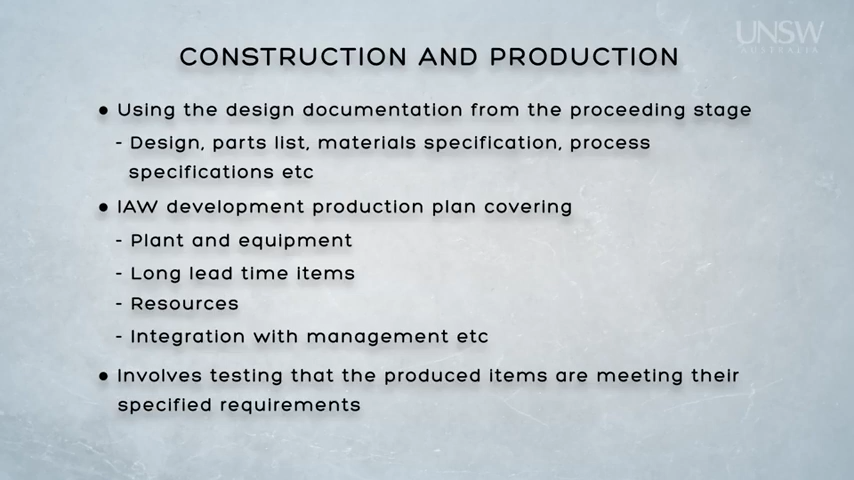 UNSW
AUSTRALIA
CONSTRUCTION AND PRODUCTION
• Using the design documentation from the proceeding stage
- Design, parts list, materials specification, process
specifications etc
• IAW development production plan covering
- Plant and equipment
- Long lead time items
- Resources
- Integration with management etc
• Involves testing that the produced items are meeting their
specified requirements